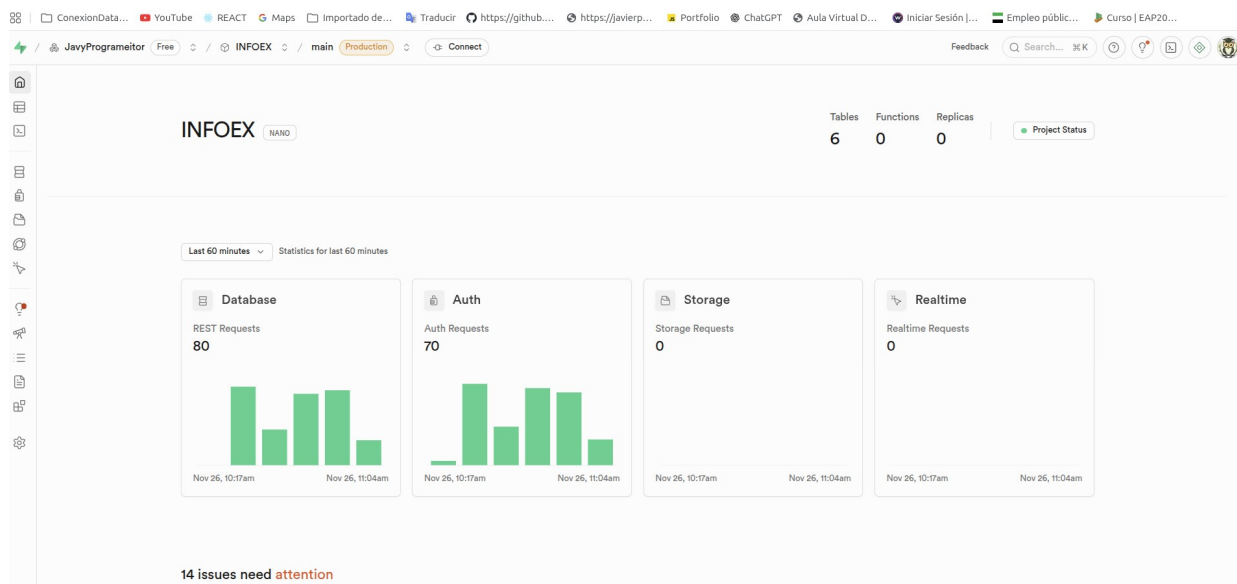 ConexionData... YouTube REACT Maps Importado de... Traducir https://github.... https://javierp... Portfolio ChatGPT Aula Virtual D... Iniciar Sesión |... Empleo públic... Curso | EAP20...
/ JavyProgrameitor Free / INFOEX / main Production Connect Feedback Search... ⌘K
INFOEX NANO
Tables Functions Replicas
6 0 0
Project Status
Last 60 minutes Statistics for last 60 minutes
Database Auth Storage Realtime
REST Requests Auth Requests Storage Requests Realtime Requests
80 70 0 0
Nov 26, 10:17am Nov 26, 11:04am Nov 26, 10:17am Nov 26, 11:04am Nov 26, 10:17am Nov 26, 11:04am Nov 26, 10:17am Nov 26, 11:04am
14 issues need attention